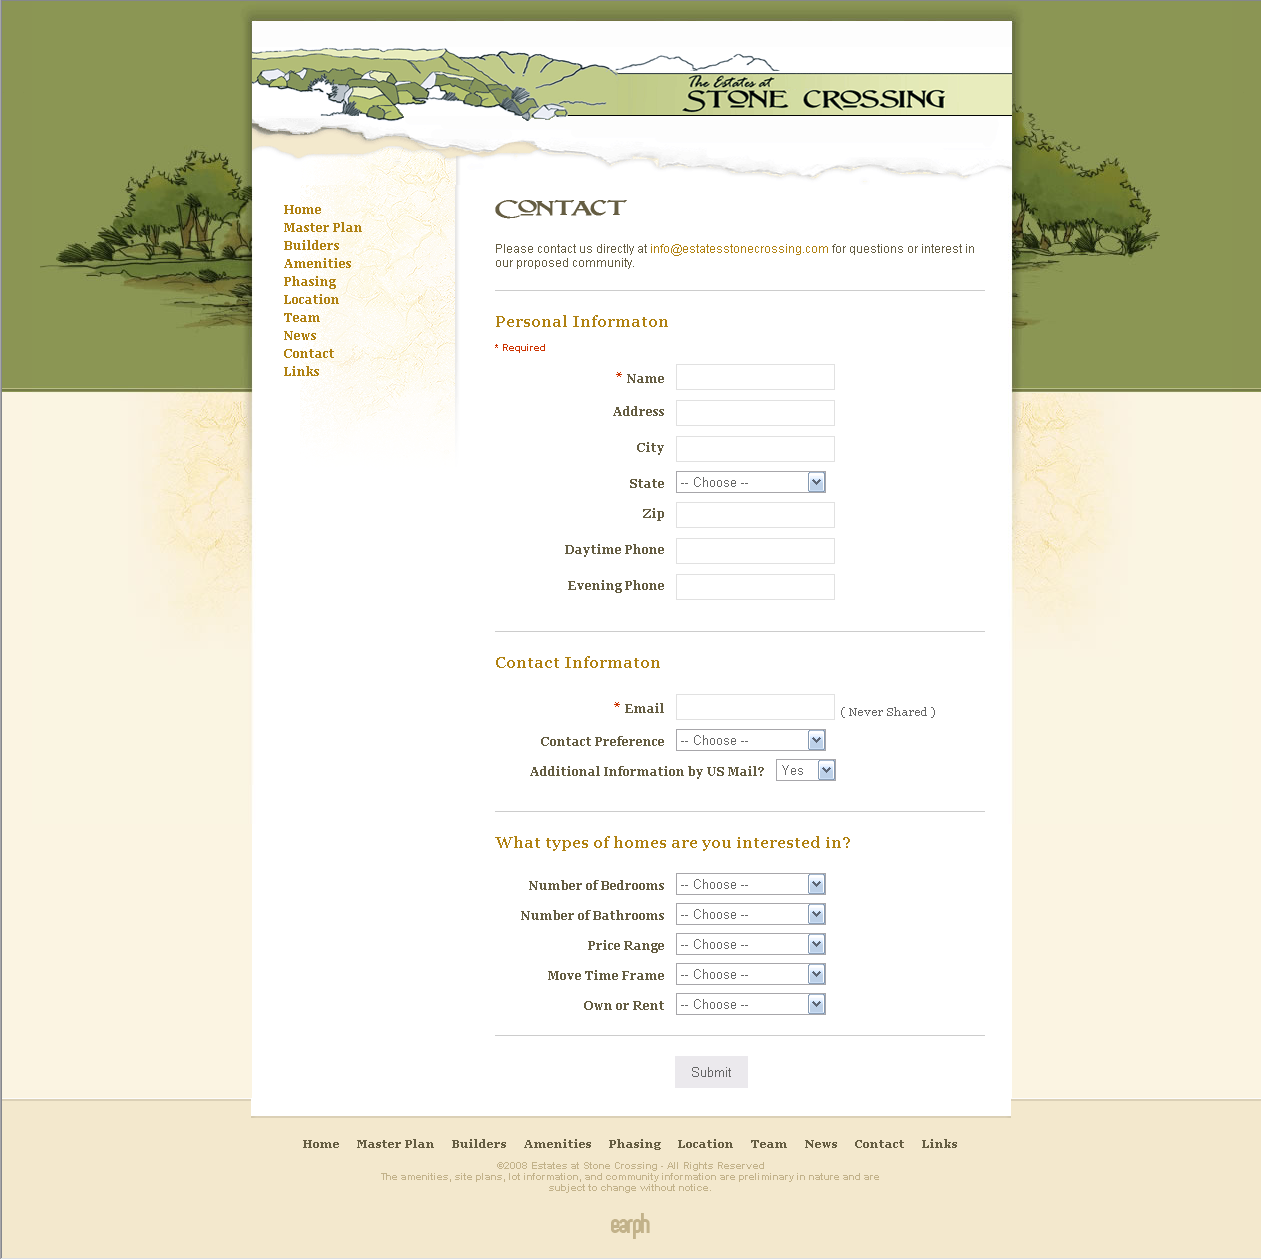 The Estates at
STONE CROSSING
Home
Master Plan
Builders
Amenities
Phasing
Location
Team
News
Contact
Links
CONTACT
Please contact us directly at info@estatesstonecrossing.com for questions or interest in
our proposed community.
Personal Informaton
* Required
* Name
Address
City
State -- Choose --
Zip
Daytime Phone
Evening Phone
Contact Informaton
* Email ( Never Shared )
Contact Preference -- Choose --
Additional Information by US Mail? Yes
What types of homes are you interested in?
Number of Bedrooms -- Choose --
Number of Bathrooms -- Choose --
Price Range -- Choose --
Move Time Frame -- Choose --
Own or Rent -- Choose --
Submit
Home Master Plan Builders Amenities Phasing Location Team News Contact Links
©2008 Estates at Stone Crossing - All Rights Reserved
The amenities, site plans, lot information, and community information are preliminary in nature and are
subject to change without notice.
earph